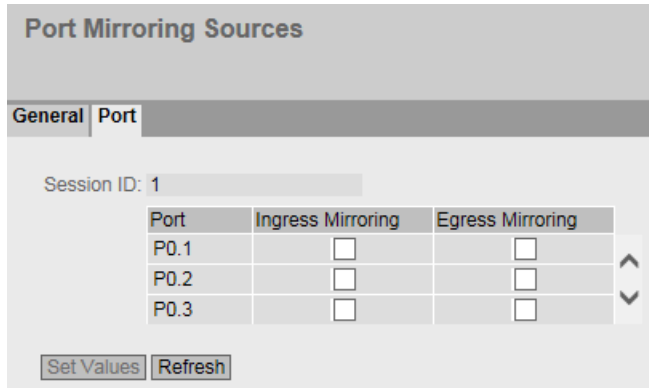 Port Mirroring Sources
General Port
Session ID: 1
Port Ingress Mirroring Egress Mirroring
P0.1
P0.2
P0.3
Set Values Refresh